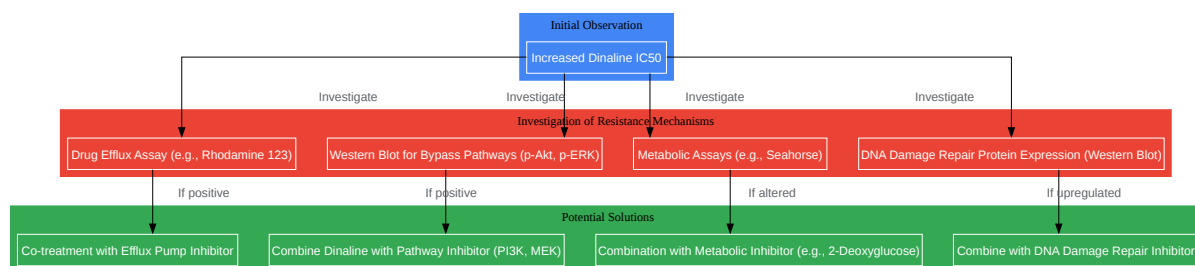 Initial Observation
Increased Dinaline IC50
Investigate
Investigate
Investigate
Investigate
Investigation of Resistance Mechanisms
Drug Efflux Assay (e.g., Rhodamine 123)
Western Blot for Bypass Pathways (p-Akt, p-ERK)
Metabolic Assays (e.g., Seahorse)
DNA Damage Repair Protein Expression (Western Blot)
If positive
If positive
If altered
If upregulated
Potential Solutions
Co-treatment with Efflux Pump Inhibitor
Combine Dinaline with Pathway Inhibitor (PI3K, MEK)
Combination with Metabolic Inhibitor (e.g., 2-Deoxyglucose)
Combine with DNA Damage Repair Inhibitor